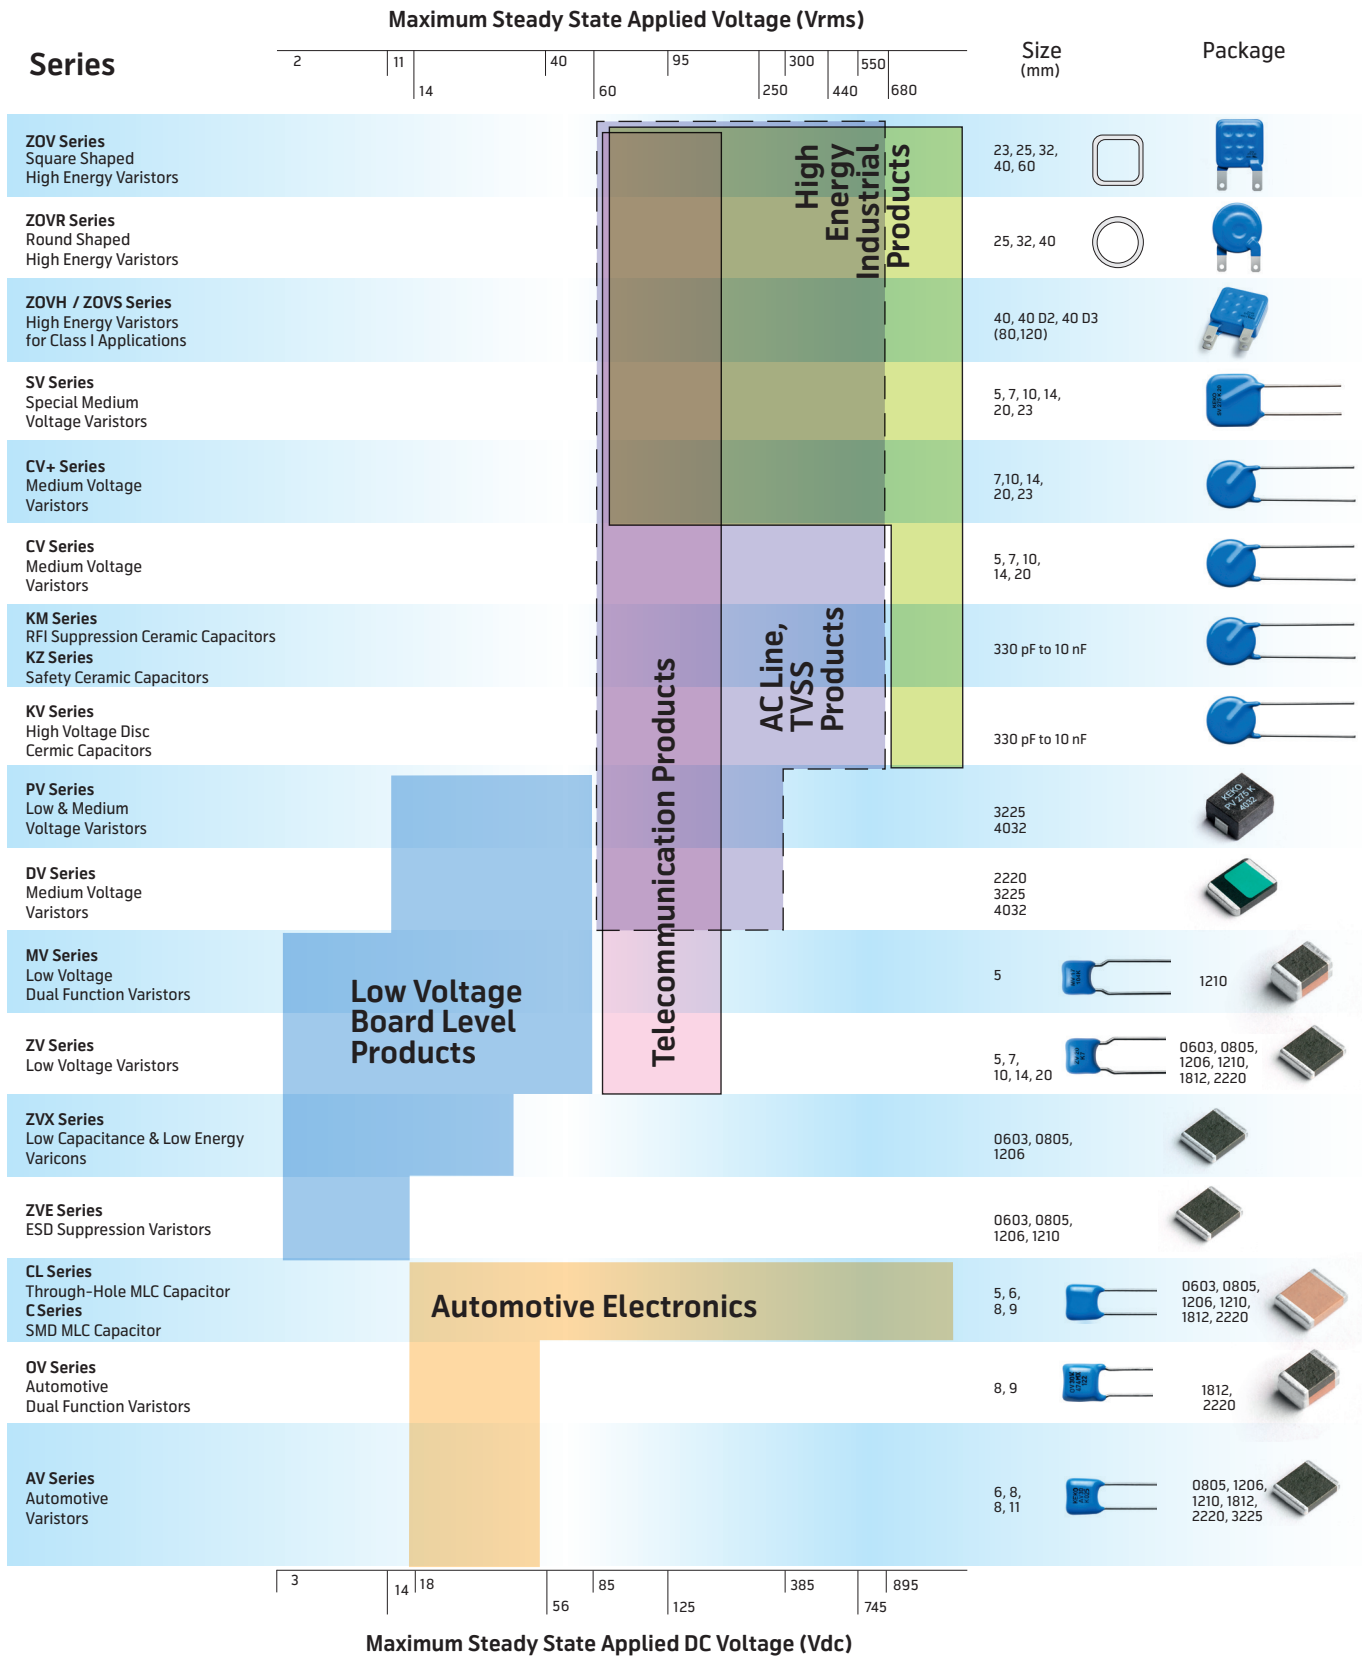 Maximum Steady State Applied Voltage (Vrms)
Series
2
11
40
95
300
550
14
60
250
440
680
Size
(mm)
Package
ZOV Series
Square Shaped
High Energy Varistors
23, 25, 32,
40, 60
ZOVR Series
Round Shaped
High Energy Varistors
25, 32, 40
ZOVH / ZOVS Series
High Energy Varistors
for Class I Applications
40, 40 D2, 40 D3
(80,120)
SV Series
Special Medium
Voltage Varistors
5, 7, 10, 14,
20, 23
CV+ Series
Medium Voltage
Varistors
7,10, 14,
20, 23
CV Series
Medium Voltage
Varistors
5, 7, 10,
14, 20
KM Series
RFI Suppression Ceramic Capacitors
KZ Series
Safety Ceramic Capacitors
330 pF to 10 nF
KV Series
High Voltage Disc
Cermic Capacitors
330 pF to 10 nF
PV Series
Low & Medium
Voltage Varistors
3225
4032
KEKO
PV 275 K
4032
DV Series
Medium Voltage
Varistors
2220
3225
4032
MV Series
Low Voltage
Dual Function Varistors
5
1210
ZV Series
Low Voltage Varistors
5, 7,
10, 14, 20
0603, 0805,
1206, 1210,
1812, 2220
ZVX Series
Low Capacitance & Low Energy
Varicons
0603, 0805,
1206
ZVE Series
ESD Suppression Varistors
0603, 0805,
1206, 1210
CL Series
Through-Hole MLC Capacitor
C Series
SMD MLC Capacitor
5, 6,
8, 9
0603, 0805,
1206, 1210,
1812, 2220
OV Series
Automotive
Dual Function Varistors
8, 9
1812,
2220
AV Series
Automotive
Varistors
6, 8,
8, 11
0805, 1206,
1210, 1812,
2220, 3225
High
Energy
Industrial
Products
AC Line,
TVSS
Products
Telecommunication Products
Low Voltage
Board Level
Products
Automotive Electronics
3
14
18
85
385
895
56
125
745
Maximum Steady State Applied DC Voltage (Vdc)